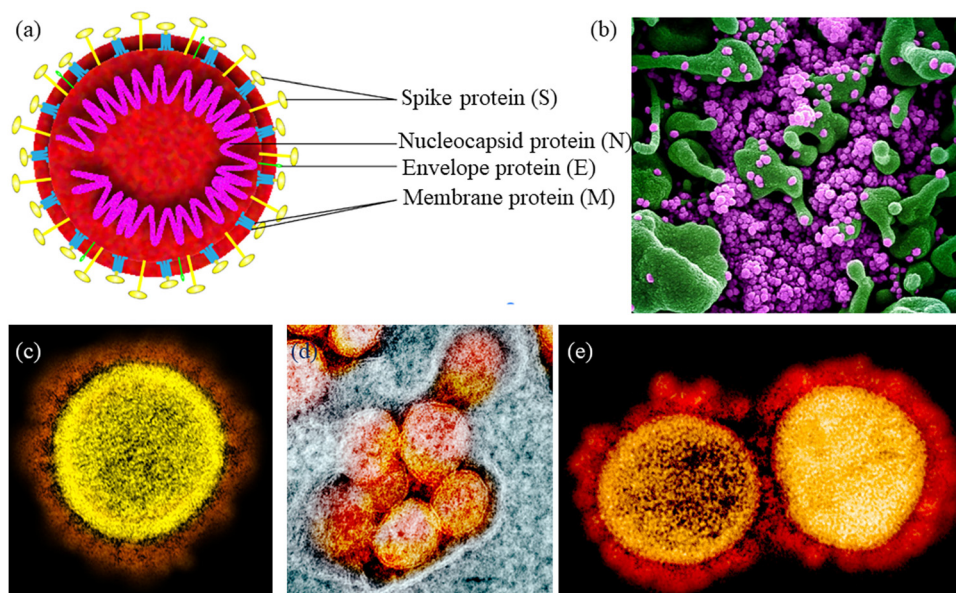 (a)
(b)
Spike protein (S)
Nucleocapsid protein (N)
Envelope protein (E)
Membrane protein (M)
(c)
(d)
(e)